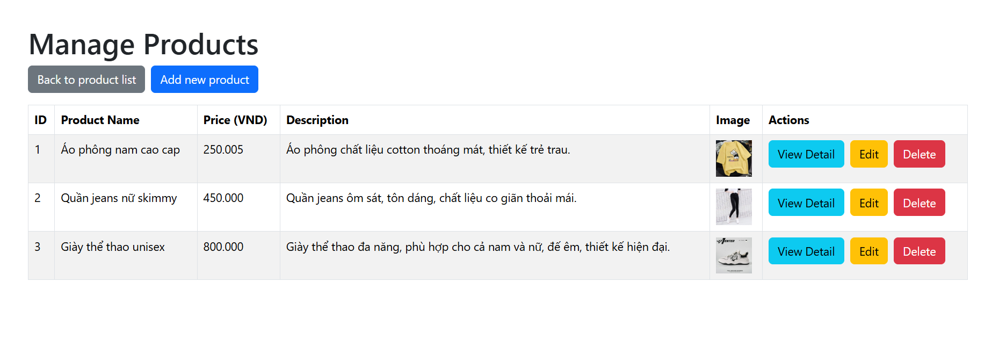 Manage Products
Back to product list Add new product
ID Product Name Price (VND) Description Image Actions
1 Áo phông nam cao cap 250.005 Áo phông chất liệu cotton thoáng mát, thiết kế trẻ trau. View Detail Edit Delete
2 Quần jeans nữ skimmy 450.000 Quần jeans ôm sát, tôn dáng, chất liệu co giãn thoải mái. View Detail Edit Delete
3 Giày thể thao unisex 800.000 Giày thể thao đa năng, phù hợp cho cả nam và nữ, đế êm, thiết kế hiện đại. View Detail Edit Delete